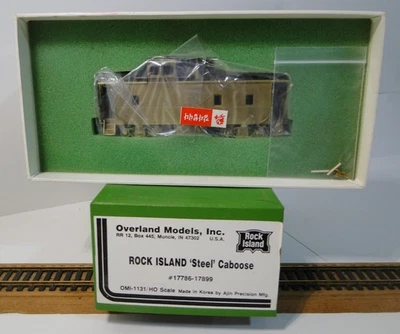 Overland Models, Inc.
RR 12, Box 445, Muncie, IN 47302 U.S.A.
Rock
Island
ROCK ISLAND 'Steel' Caboose
#17786-17899
OMI-1131/HO Scale Made in Korea by Ajin Precision Mfg.